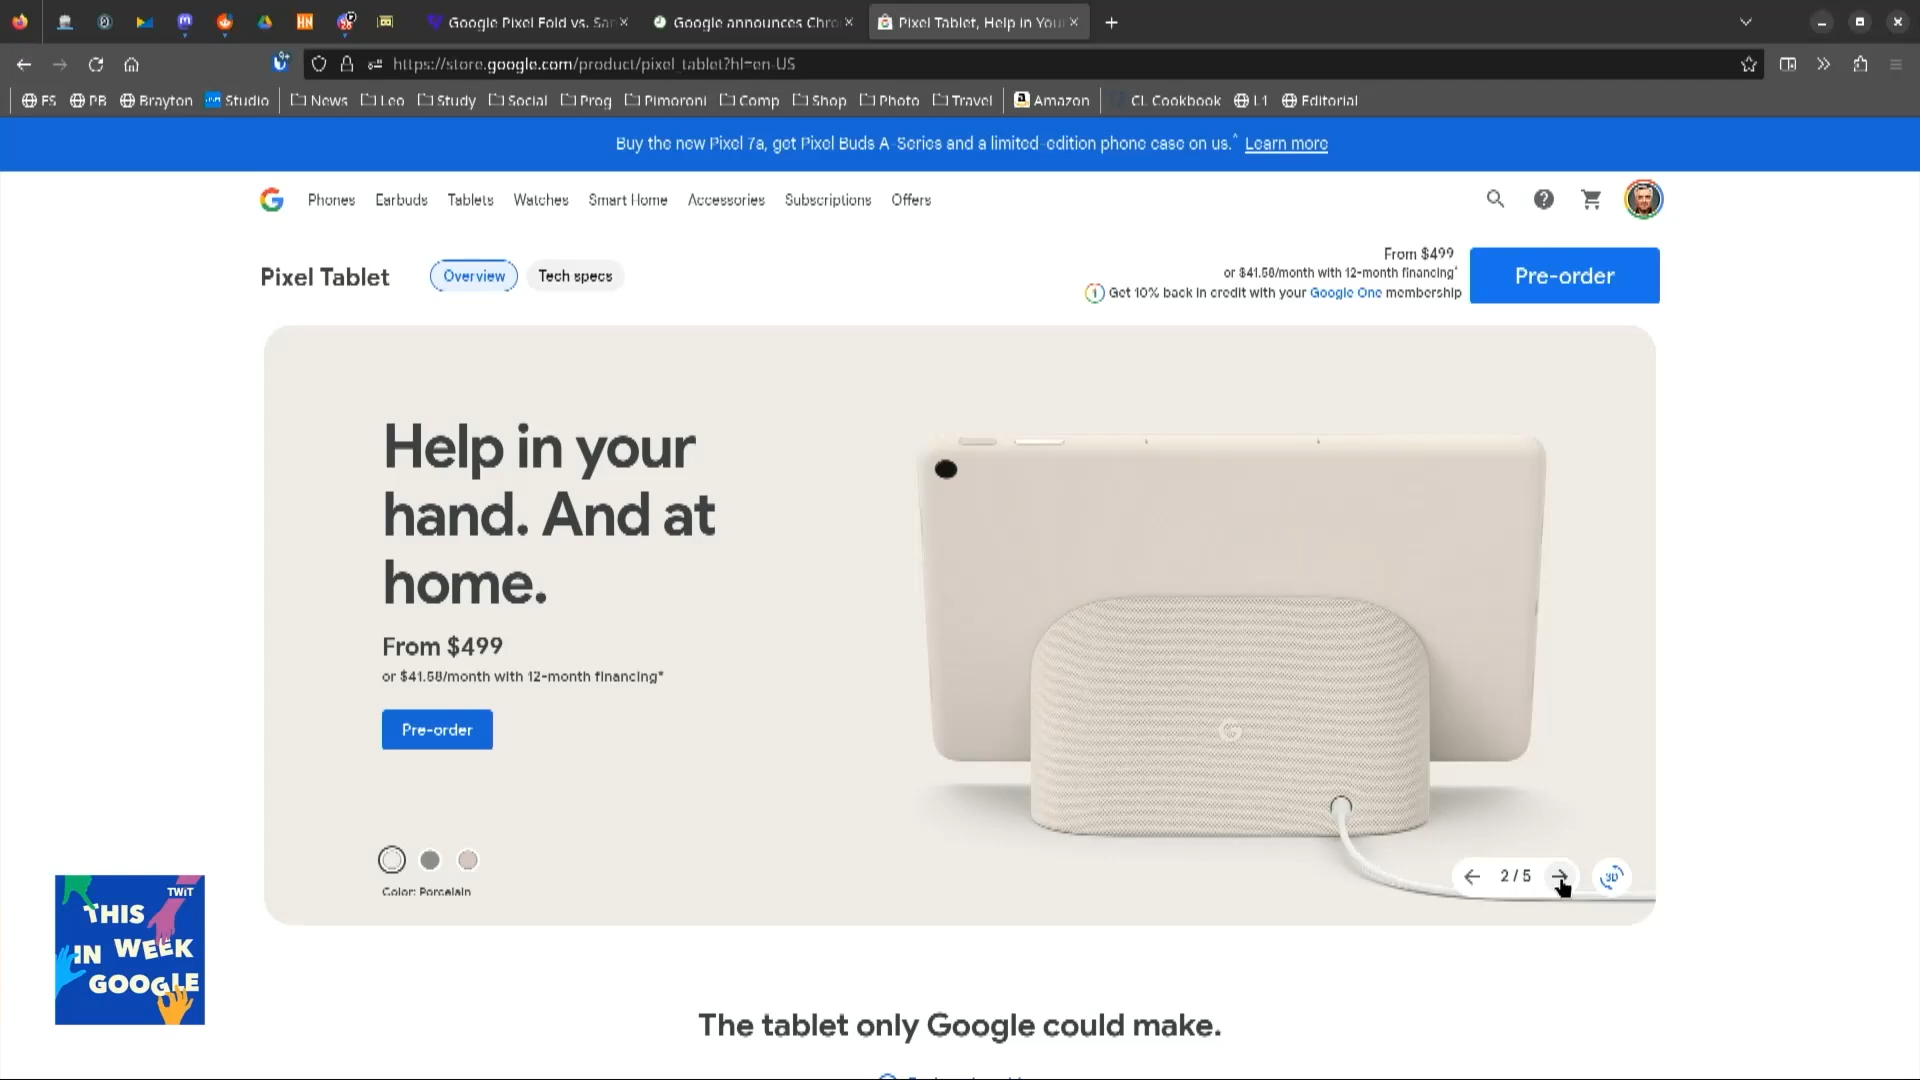 Google Pixel Fold vs. Sar
Google announces Chro
Pixel Tablet, Help in You
https://store.google.com/product/pixel_tablet?hl=en-US
FS PB Brayton Studio News Leo Study Social Prog Pimoroni Comp Shop Photo Travel Amazon CL Cookbook L1 Editorial
Buy the new Pixel 7a, get Pixel Buds A-Series and a limited-edition phone case on us.^ Learn more
Phones Earbuds Tablets Watches Smart Home Accessories Subscriptions Offers
Pixel Tablet Overview Tech specs
From $499
or $41.58/month with 12-month financing*
Get 10% back in credit with your Google One membership
Pre-order
Help in your
hand. And at
home.
From $499
or $41.58/month with 12-month financing*
Pre-order
G
Color: Porcelain
2 / 5
3D
TWiT
THIS
IN WEEK
GOOGLE
The tablet only Google could make.